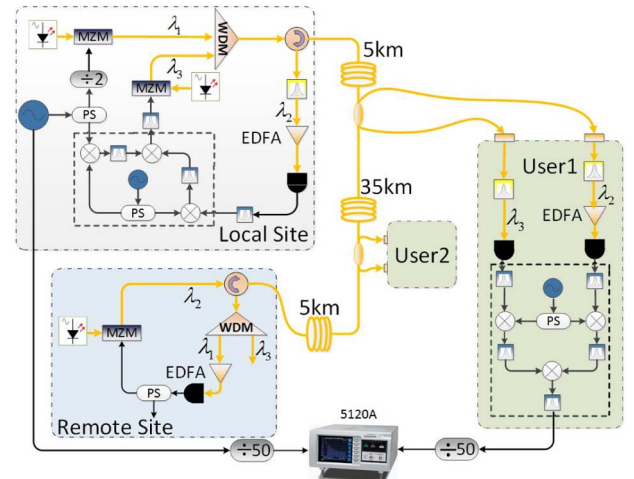 MZM
λ1
WDM
λ3
MZM
÷2
PS
λ2
EDFA
PS
Local Site
5km
35km
User2
5km
User1
λ3
λ2
EDFA
PS
λ2
MZM
WDM
λ1
λ3
EDFA
PS
Remote Site
÷50
5120A
÷50